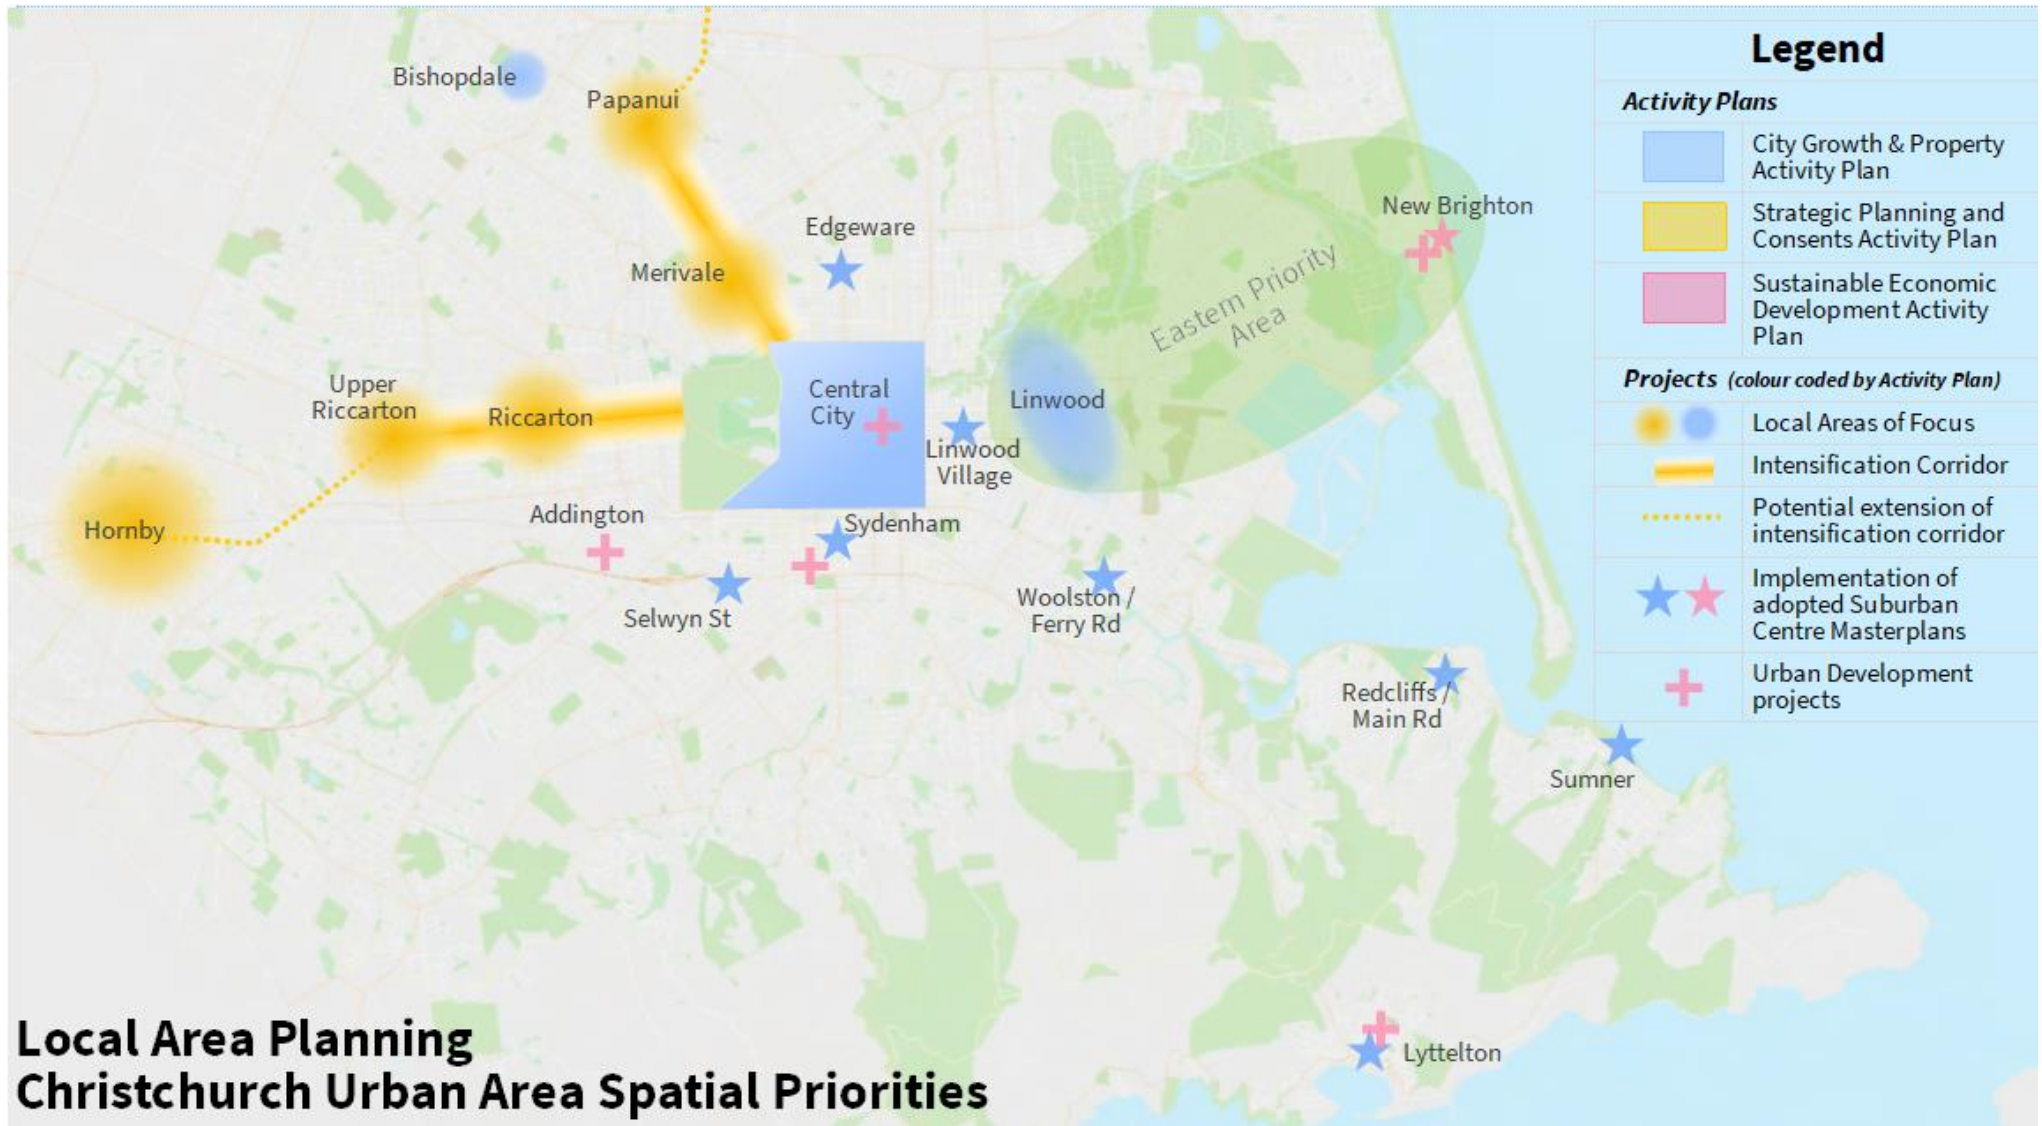 Bishopdale
Papanui
Edgeware
Merivale
New Brighton
Eastern Priority
Area
Upper
Riccarton
Riccarton
Central
City
Linwood
Linwood
Village
Hornby
Addington
Sydenham
Selwyn St
Woolston /
Ferry Rd
Redcliffs /
Main Rd
Sumner
Lyttelton
Legend
Activity Plans
City Growth & Property
Activity Plan
Strategic Planning and
Consents Activity Plan
Sustainable Economic
Development Activity
Plan
Projects (colour coded by Activity Plan)
Local Areas of Focus
Intensification Corridor
Potential extension of
intensification corridor
Implementation of
adopted Suburban
Centre Masterplans
Urban Development
projects
Local Area Planning
Christchurch Urban Area Spatial Priorities